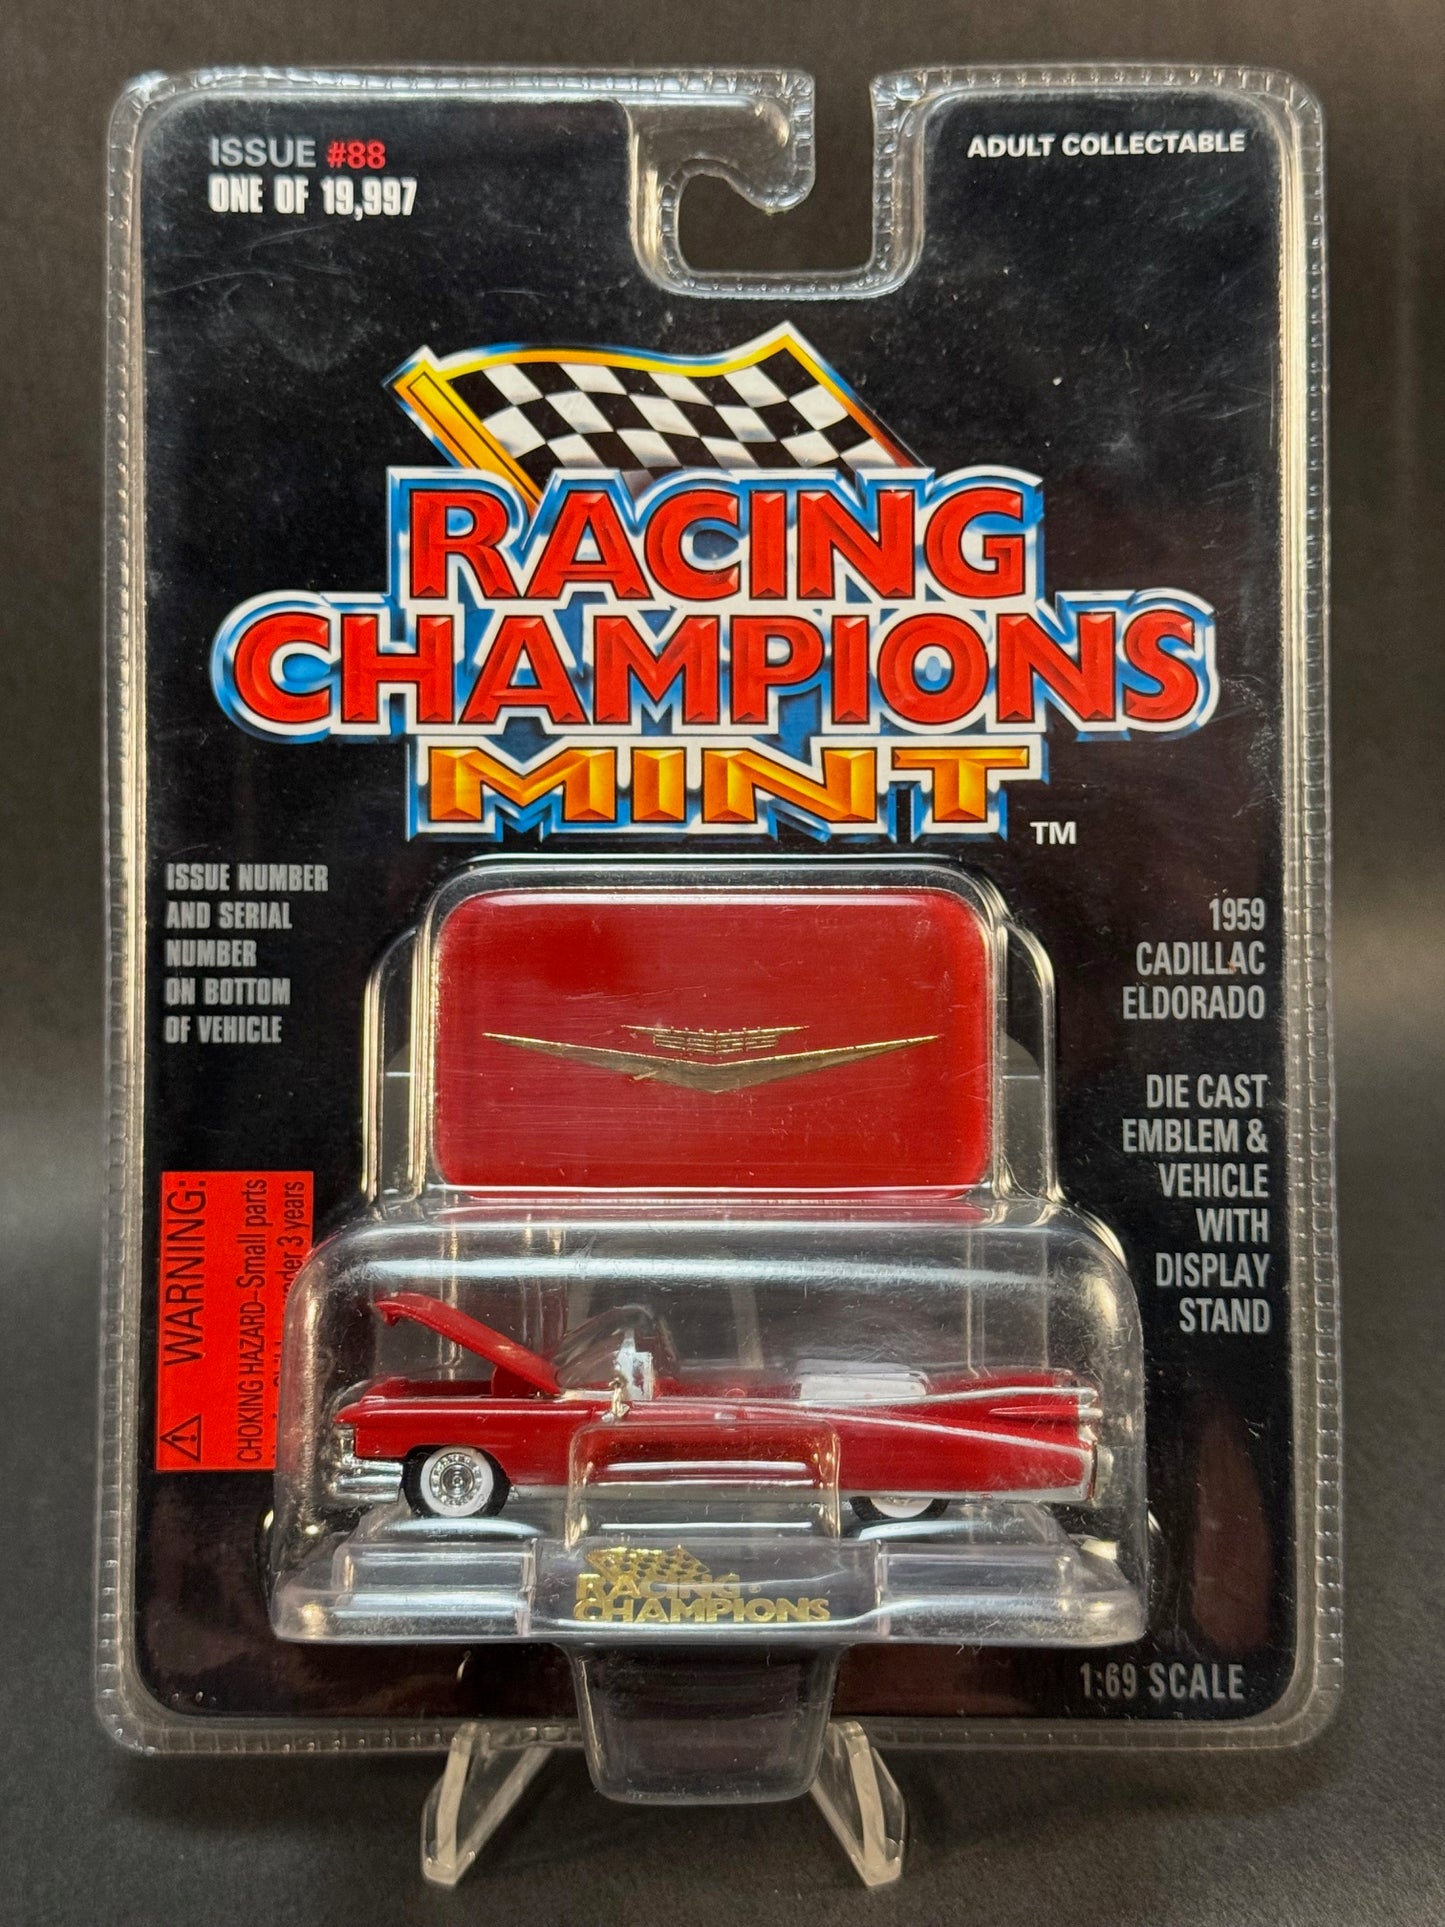 ISSUE #88
ONE OF 19,997
ADULT COLLECTABLE
RACING
CHAMPIONS
MINT TM
ISSUE NUMBER
AND SERIAL
NUMBER
ON BOTTOM
OF VEHICLE
1959
CADILLAC
ELDORADO
DIE CAST
EMBLEM &
VEHICLE
WITH
DISPLAY
STAND
WARNING:
CHOKING HAZARD–Small parts
3 years
RACING
CHAMPIONS
1:69 SCALE